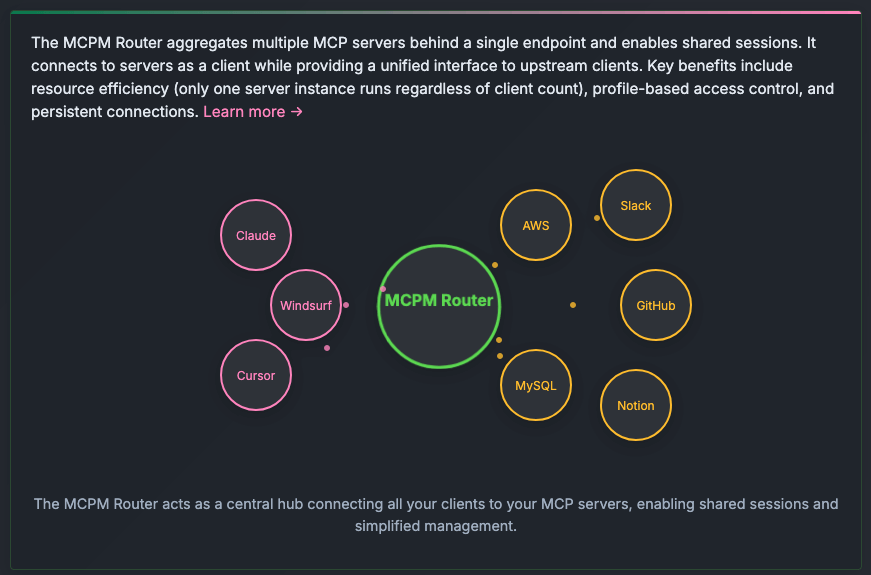 The MCPM Router aggregates multiple MCP servers behind a single endpoint and enables shared sessions. It
connects to servers as a client while providing a unified interface to upstream clients. Key benefits include
resource efficiency (only one server instance runs regardless of client count), profile-based access control, and
persistent connections. Learn more →
Slack
AWS
Claude
MCPM Router
Windsurf
GitHub
Cursor
MySQL
Notion
The MCPM Router acts as a central hub connecting all your clients to your MCP servers, enabling shared sessions and
simplified management.